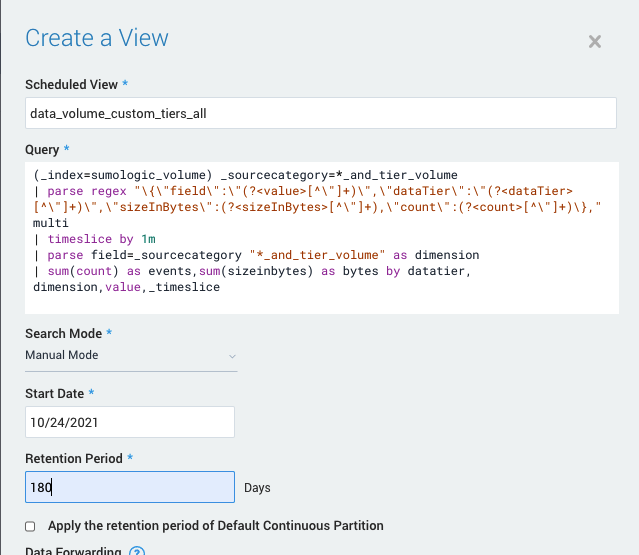 Create a View
Scheduled View *
data_volume_custom_tiers_all
Query *
(_index=sumologic_volume) _sourcecategory=*_and_tier_volume
| parse regex "\{\"field\":\"(?<value>[^\"]+)\",\"dataTier\":\"(?<dataTier>
[^\"]+)\",\"sizeInBytes\":(?<sizeInBytes>[^\"]+),\"count\":(?<count>[^\"]+)\},"
multi
| timeslice by 1m
| parse field=_sourcecategory "*_and_tier_volume" as dimension
| sum(count) as events,sum(sizeinbytes) as bytes by datatier,
dimension,value,_timeslice
Search Mode *
Manual Mode
Start Date *
10/24/2021
Retention Period *
180 Days
Apply the retention period of Default Continuous Partition
Data Forwarding ?